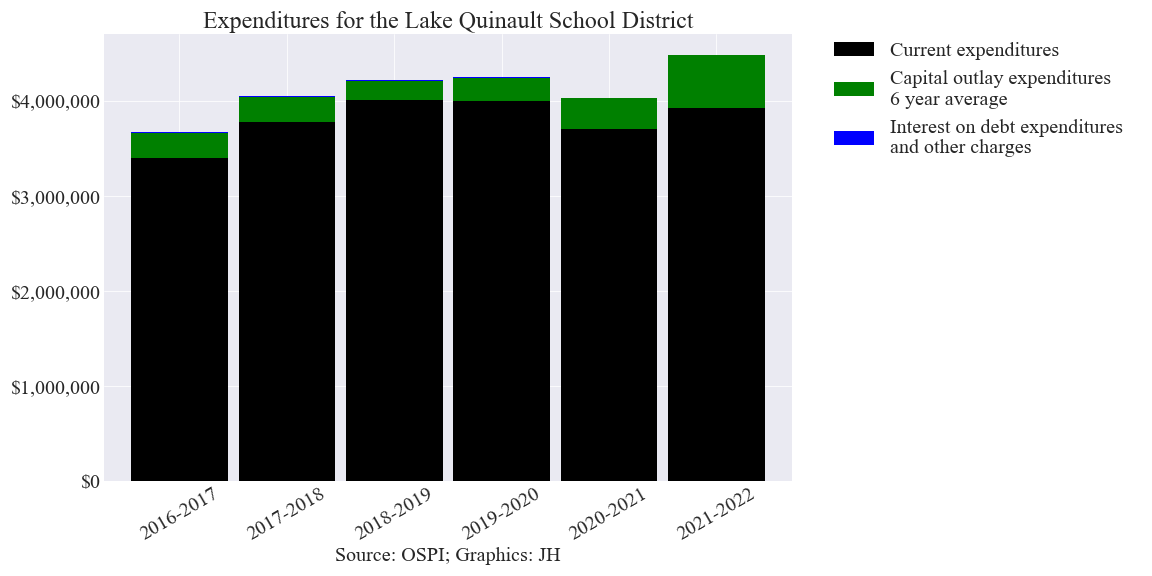 Expenditures for the Lake Quinault School District
Current expenditures
Capital outlay expenditures
6 year average
Interest on debt expenditures
and other charges
$4,000,000
$3,000,000
$2,000,000
$1,000,000
$0
2016-2017
2017-2018
2018-2019
2019-2020
2020-2021
2021-2022
Source: OSPI; Graphics: JH